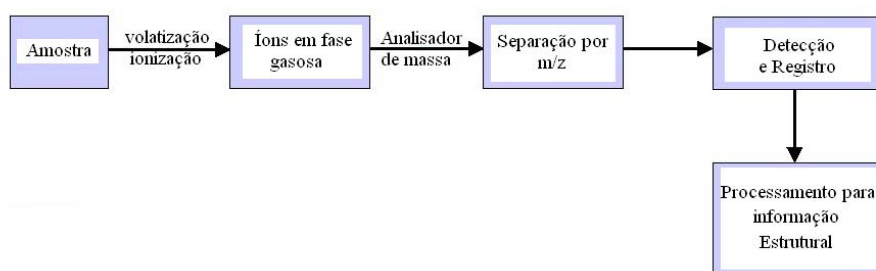 Amostra
volatização
ionização
Íons em fase
gasosa
Analisador
de massa
Separação por
m/z
Detecção
e Registro
Processamento para
informação
Estrutural